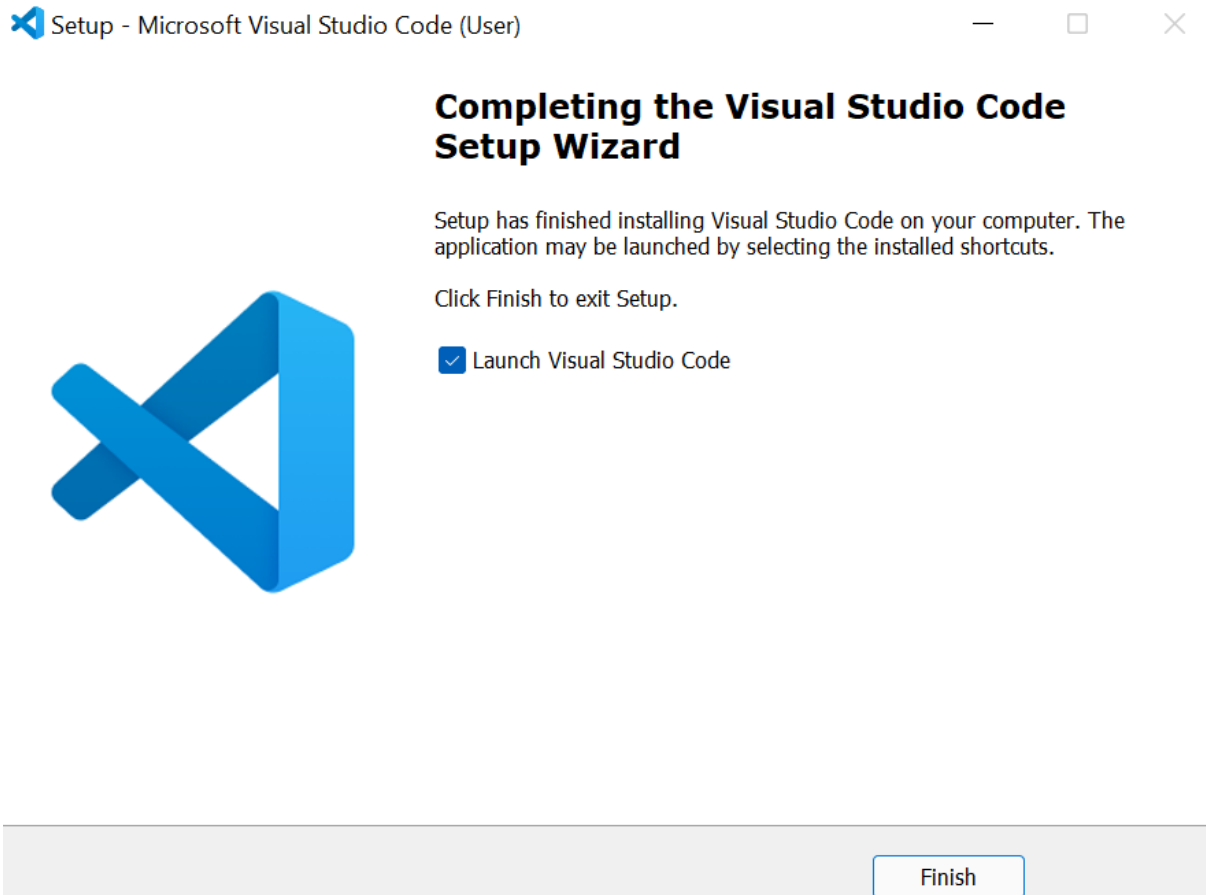 Setup - Microsoft Visual Studio Code (User)
Completing the Visual Studio Code
Setup Wizard
Setup has finished installing Visual Studio Code on your computer. The
application may be launched by selecting the installed shortcuts.
Click Finish to exit Setup.
Launch Visual Studio Code
Finish